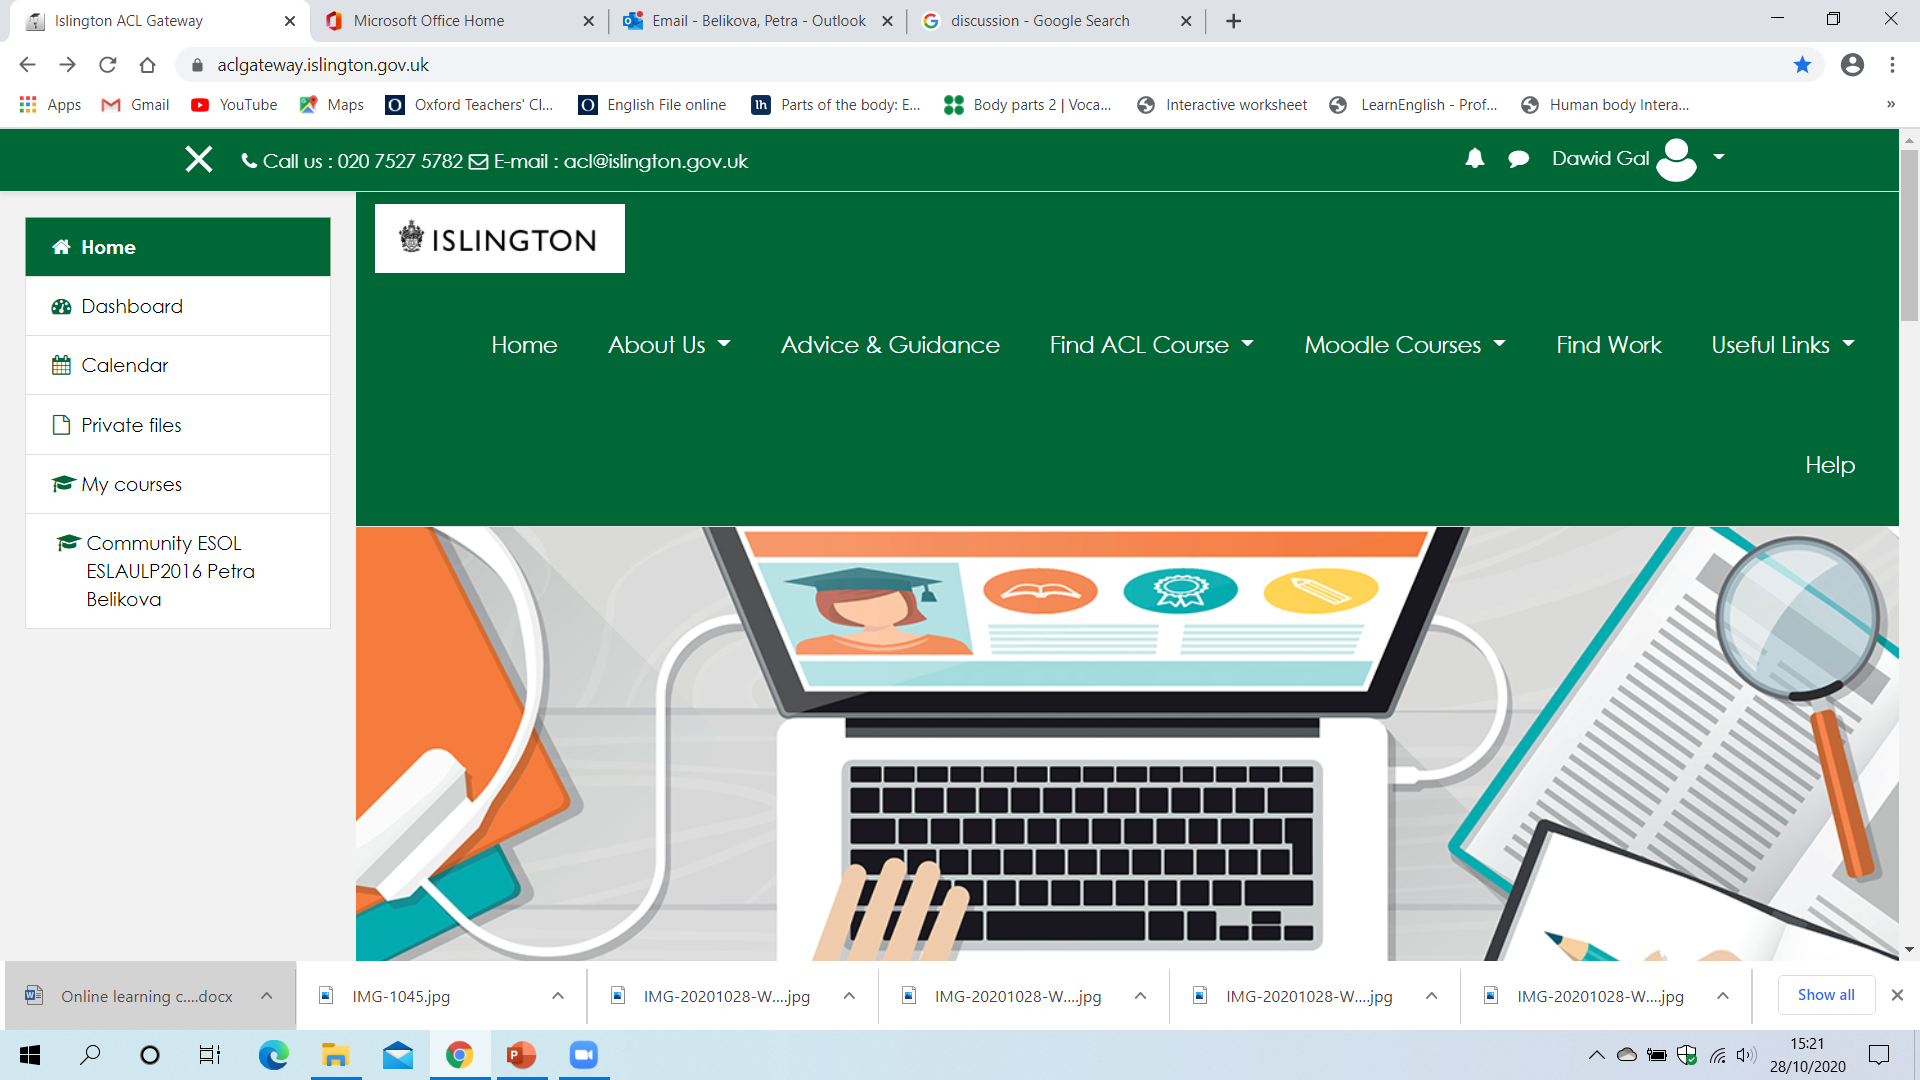 Islington ACL Gateway
Microsoft Office Home
Email - Belikova, Petra - Outlook
discussion - Google Search
aclgateway.islington.gov.uk
Apps
Gmail
YouTube
Maps
Oxford Teachers' Cl...
English File online
Parts of the body: E...
Body parts 2 | Voca...
Interactive worksheet
LearnEnglish - Prof...
Human body Intera...
»
Call us : 020 7527 5782 E-mail : acl@islington.gov.uk
Dawid Gal
ISLINGTON
Home
Dashboard
Calendar
Private files
My courses
Community ESOL
ESLAULP2016 Petra
Belikova
Home
About Us
Advice & Guidance
Find ACL Course
Moodle Courses
Find Work
Useful Links
Help
Online learning c....docx
IMG-1045.jpg
IMG-20201028-W....jpg
IMG-20201028-W....jpg
IMG-20201028-W....jpg
IMG-20201028-W....jpg
Show all
15:21
28/10/2020